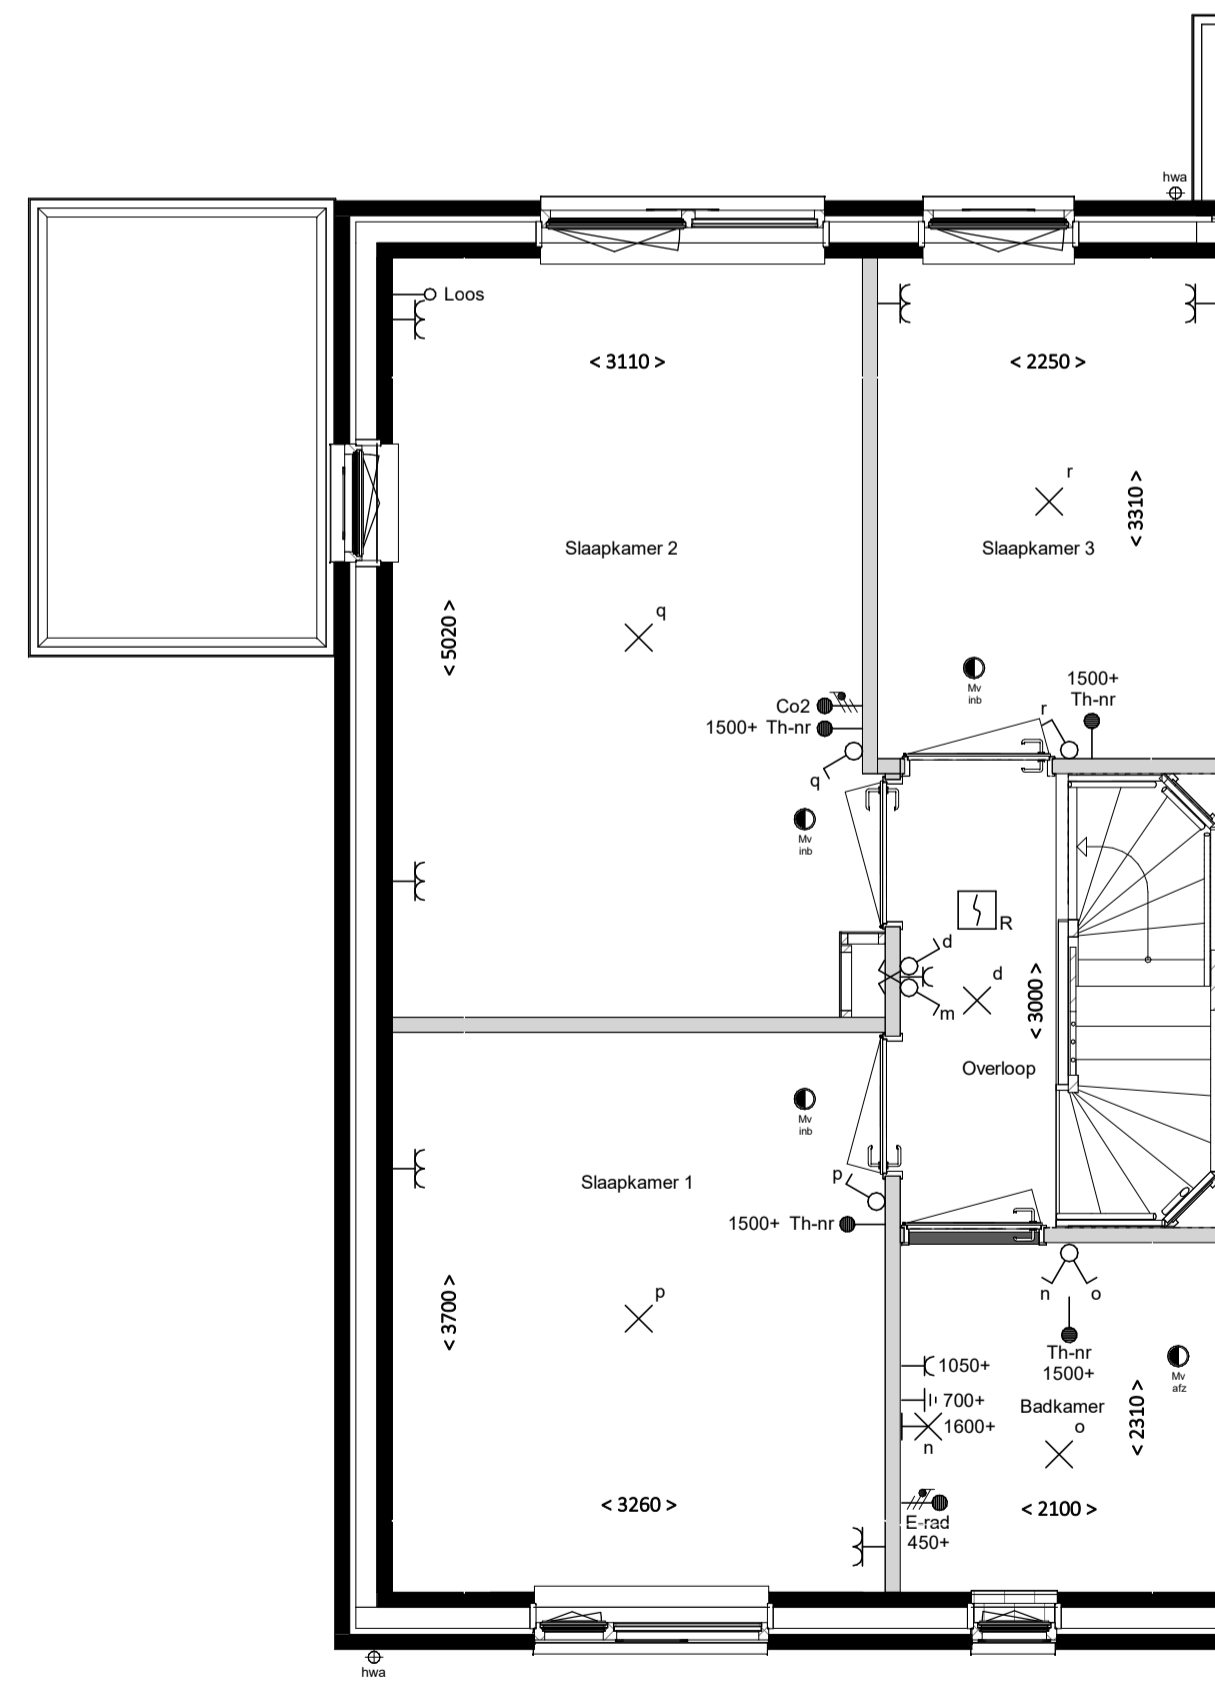 hwa
Loos
< 3110 >
< 2250 >
r
< 3310 >
Slaapkamer 2
Slaapkamer 3
q
< 5020 >
Mv
inb
1500+
Th-nr
r
Co2
1500+ Th-nr
q
Mv
inb
R
d
d
m
< 3000 >
Overloop
Mv
inb
p
Slaapkamer 1
1500+ Th-nr
p
< 3700 >
n
o
Th-nr
1500+
1050+
700+
1600+
n
Mv
afz
Badkamer
o
< 2310 >
E-rad
450+
< 3260 >
< 2100 >
hwa